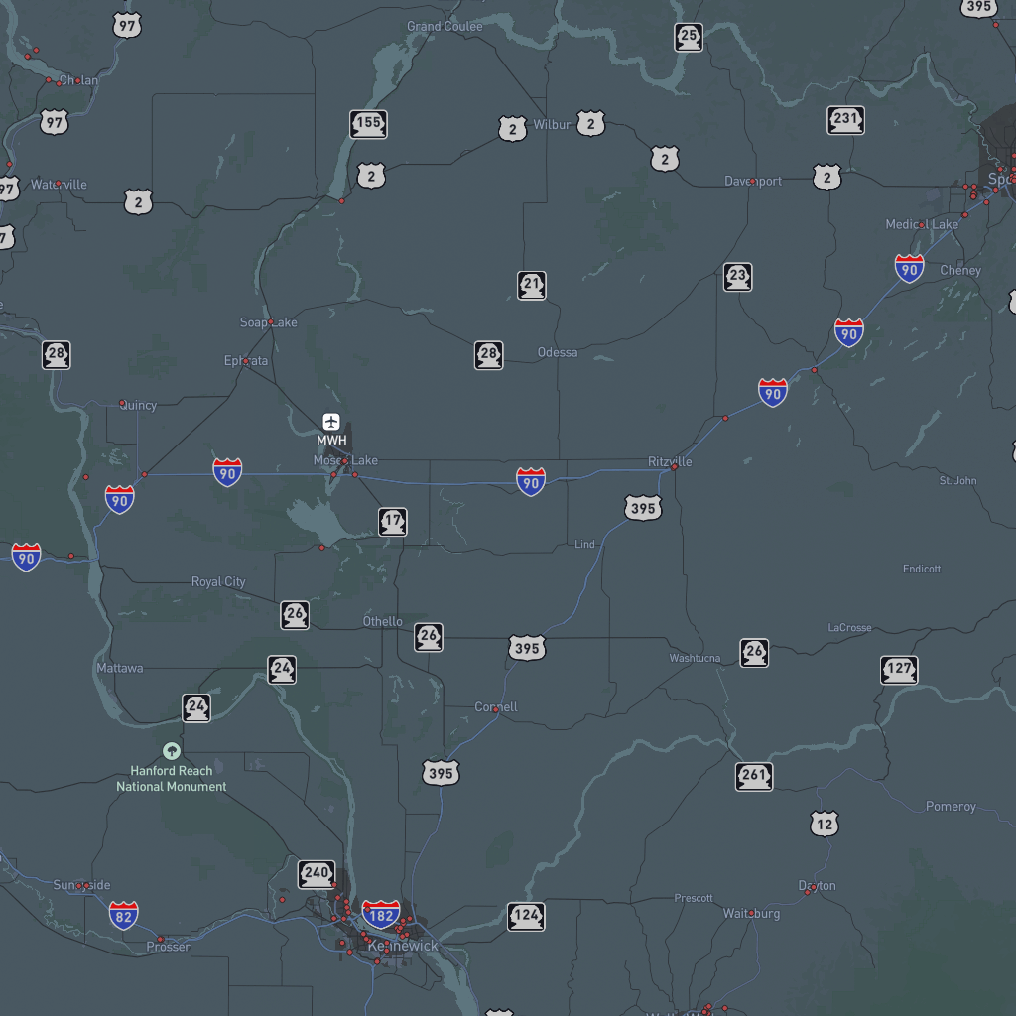 395
97
Grand Coulee
25
Chelan
97
155
2
Wilbur
2
231
2
2
Davenport
2
97
Waterville
2
Medical Lake
90
Cheney
21
23
Soap Lake
90
28
28
Odessa
Ephrata
90
Quincy
MWH
Moses Lake
Ritzville
90
90
90
St.John
395
17
90
Lind
Endicott
Royal City
26
Othello
26
LaCrosse
395
26
Washtucna
Mattawa
24
127
24
Connell
Hanford Reach
National Monument
395
261
Pomeroy
12
240
Sunnyside
Dayton
82
182
124
Prescott
Waitsburg
Prosser
Kennewick